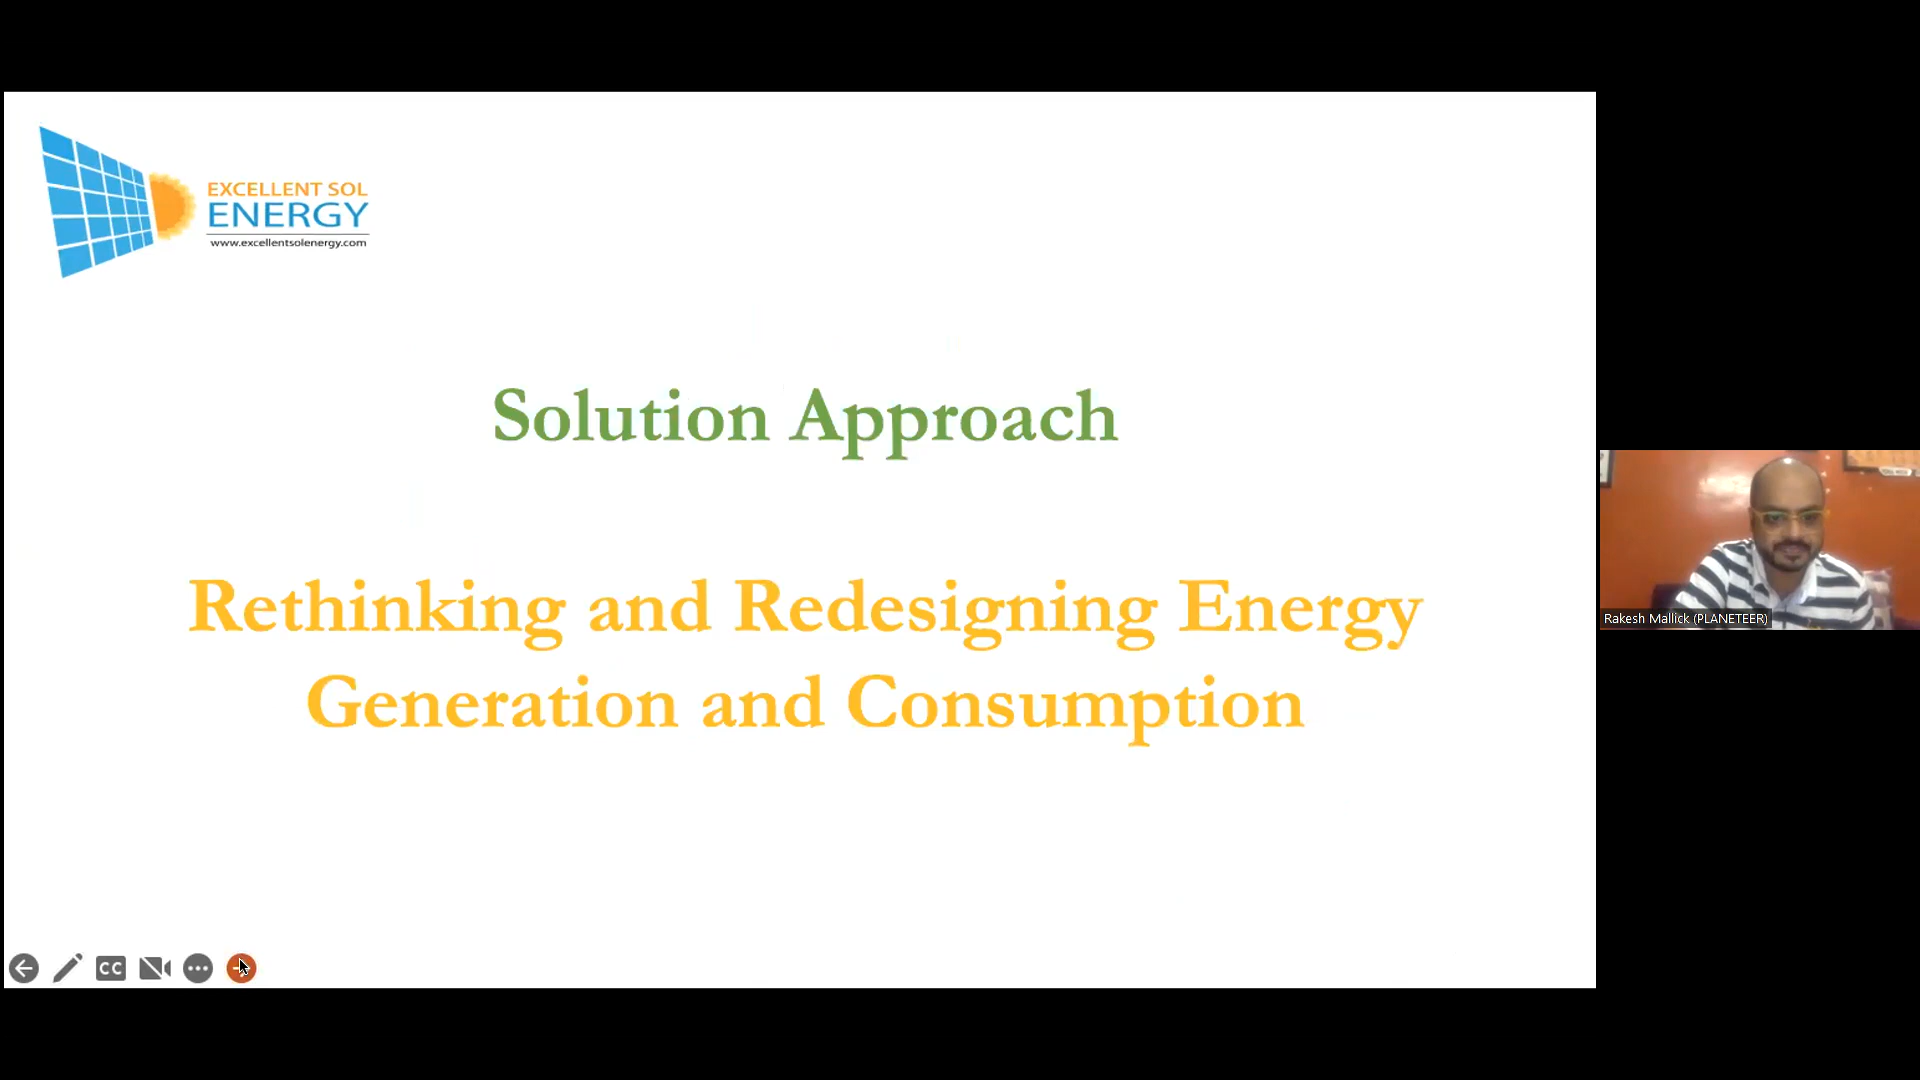 EXCELLENT SOL
ENERGY
www.excellentsolenergy.com
Solution Approach
Rethinking and Redesigning Energy
Generation and Consumption
Rakesh Mallick (PLANETEER)
CC